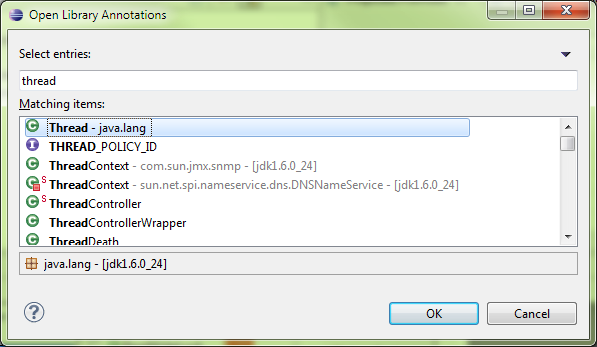 Open Library Annotations
Select entries:
thread
Matching items:
C Thread - java.lang
I THREAD_POLICY_ID
C ThreadContext - com.sun.jmx.snmp - [jdk1.6.0_24]
C S ThreadContext - sun.net.spi.nameservice.dns.DNSNameService - [jdk1.6.0_24]
C S ThreadController
C ThreadControllerWrapper
C ThreadDeath
java.lang - [jdk1.6.0_24]
? OK Cancel